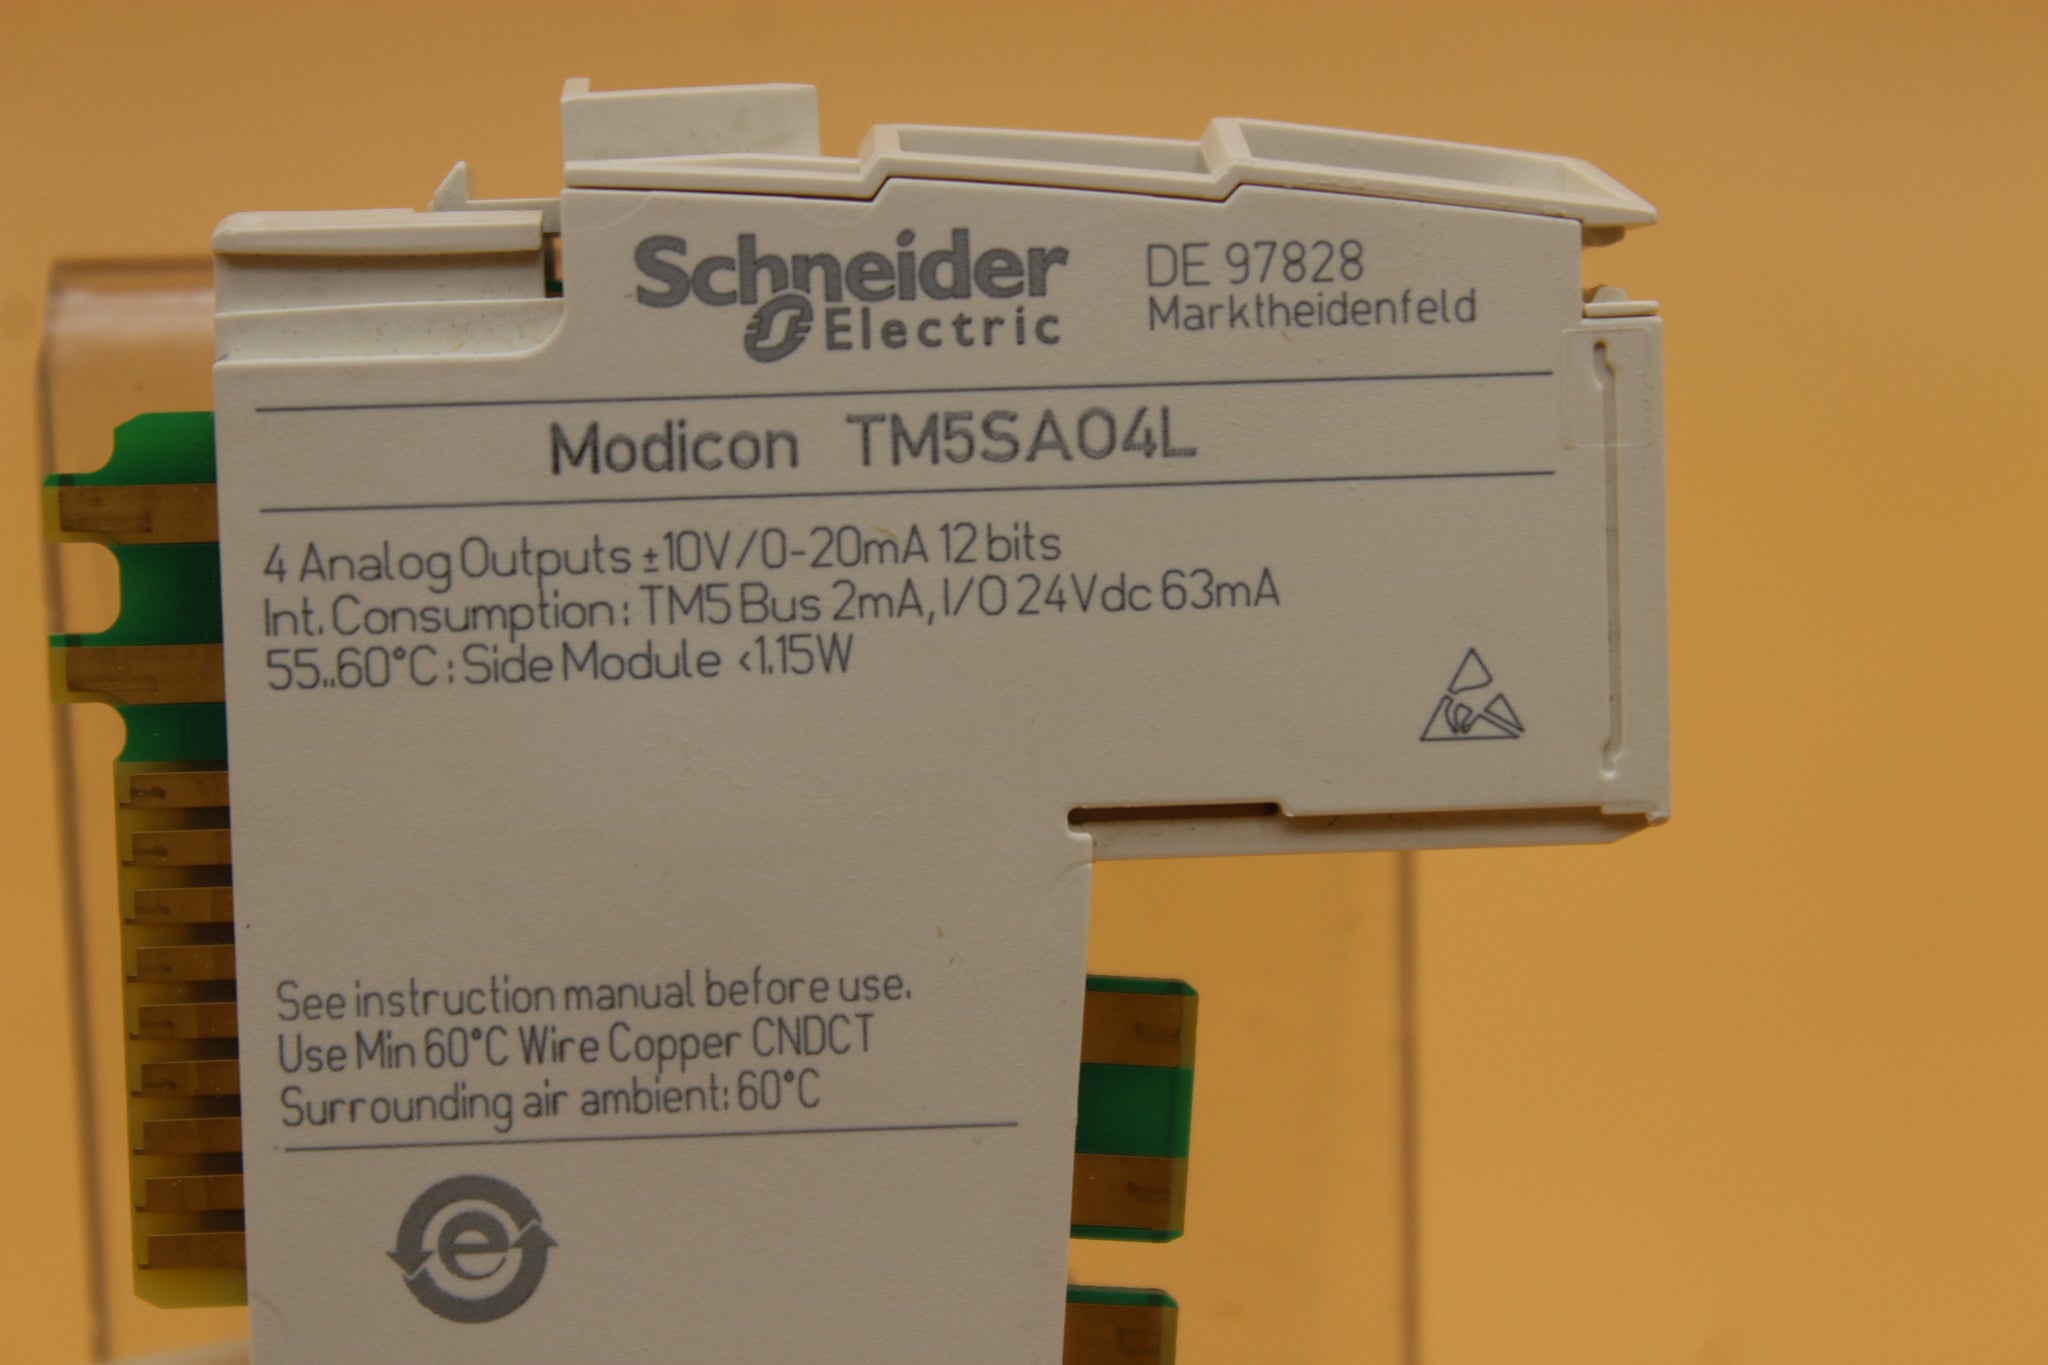 Schneider
Electric
DE 97828
Marktheidenfeld
Modicon TM5SAO4L
4 Analog Outputs ±10V/0-20mA 12 bits
Int. Consumption: TM5 Bus 2mA, I/O 24Vdc 63mA
55..60°C: Side Module <1.15W
See instruction manual before use.
Use Min 60°C Wire Copper CNDCT
Surrounding air ambient: 60°C
e